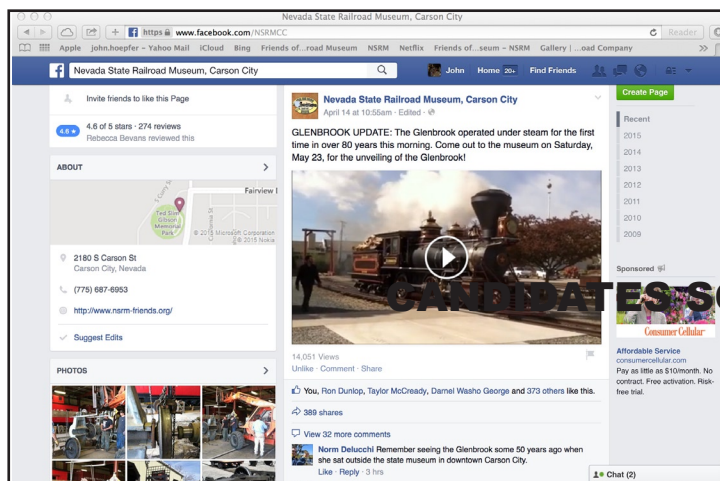 Nevada State Railroad Museum, Carson City
https www.facebook.com/NSRMCC
Reader
Apple john.hoepfer – Yahoo Mail iCloud Bing Friends of...road Museum NSRM Netflix Friends of...seum – NSRM Gallery | ...oad Company
Nevada State Railroad Museum, Carson City
John Home 20+ Find Friends
Invite friends to like this Page
4.6 ★ 4.6 of 5 stars · 274 reviews
Rebecca Bevans reviewed this
ABOUT
Fairview
S Curry St
Ted Slim Gibson Memorial Park
© 2015 Microsoft Corporation
© 2015 Nokia
2180 S Carson St
Carson City, Nevada
(775) 687-6953
http://www.nsrm-friends.org/
Suggest Edits
PHOTOS
Nevada State Railroad Museum, Carson City
April 14 at 10:55am · Edited ·
GLENBROOK UPDATE: The Glenbrook operated under steam for the first
time in over 80 years this morning. Come out to the museum on Saturday,
May 23, for the unveiling of the Glenbrook!
CANDIDATES SO
14,051 Views
Unlike · Comment · Share
You, Ron Dunlop, Taylor McCready, Darnel Washo George and 373 others like this.
389 shares
View 32 more comments
Norm Delucchi Remember seeing the Glenbrook some 50 years ago when
she sat outside the state museum in downtown Carson City.
Like · Reply · 3 hrs
Create Page
Recent
2015
2014
2013
2012
2011
2010
2009
Sponsored
Consumer Cellular
Affordable Service
consumercellular.com
Pay as little as $10/month. No
contract. Free activation. Risk-
free trial.
Chat (2)